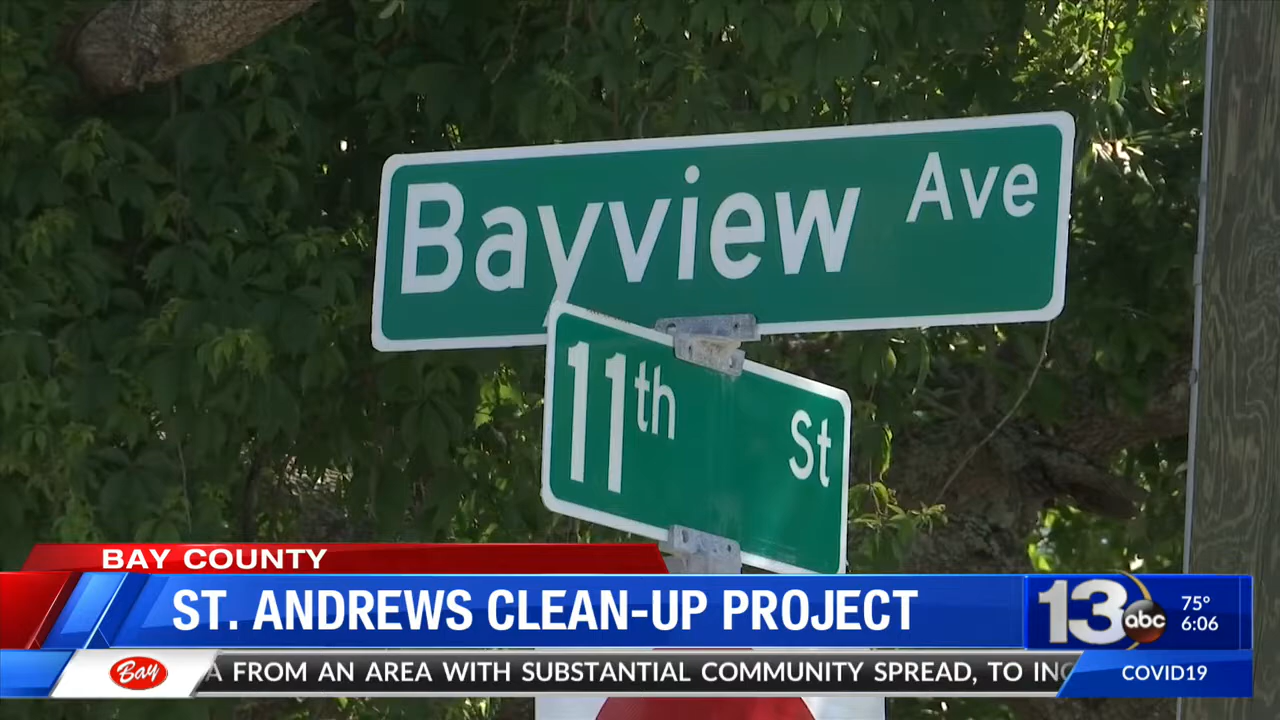 Bayview Ave
11th St
BAY COUNTY
ST. ANDREWS CLEAN-UP PROJECT
13 abc
75°
6:06
Bay
FROM AN AREA WITH SUBSTANTIAL COMMUNITY SPREAD, TO
COVID19